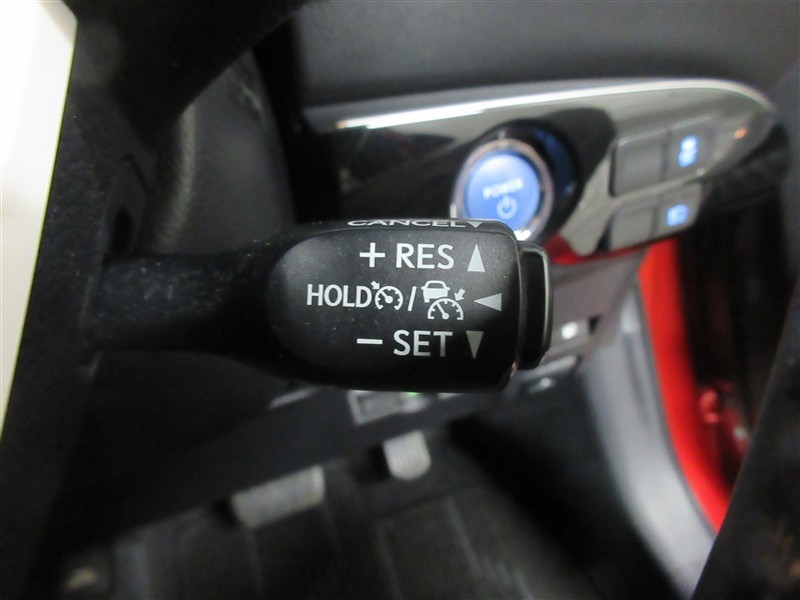 POWER
CANCEL
+ RES
HOLD /
− SET